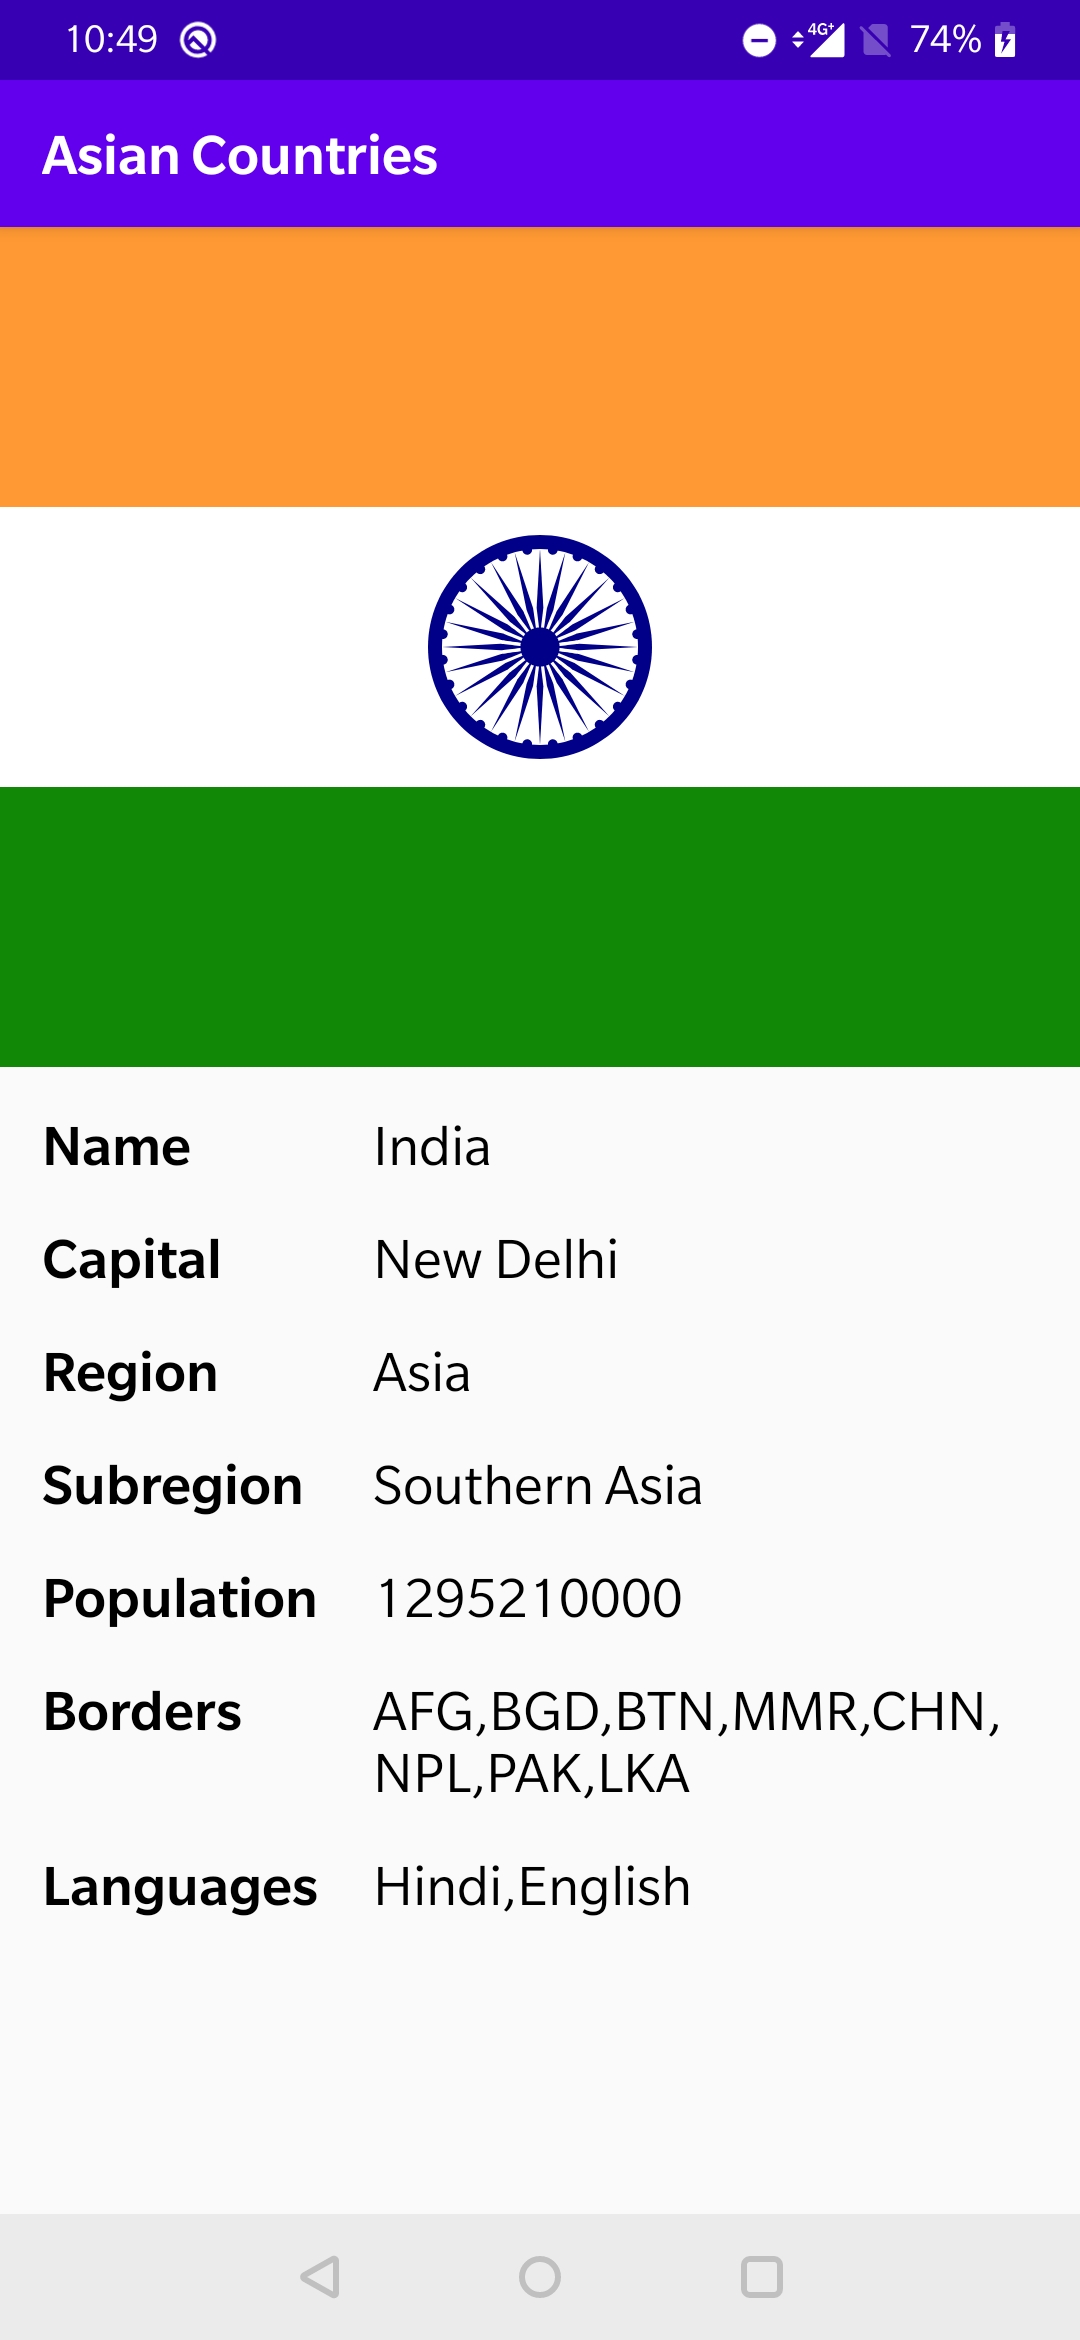 10:49 4G+ 74%
Asian Countries
Name India
Capital New Delhi
Region Asia
Subregion Southern Asia
Population 1295210000
Borders AFG,BGD,BTN,MMR,CHN,
NPL,PAK,LKA
Languages Hindi,English